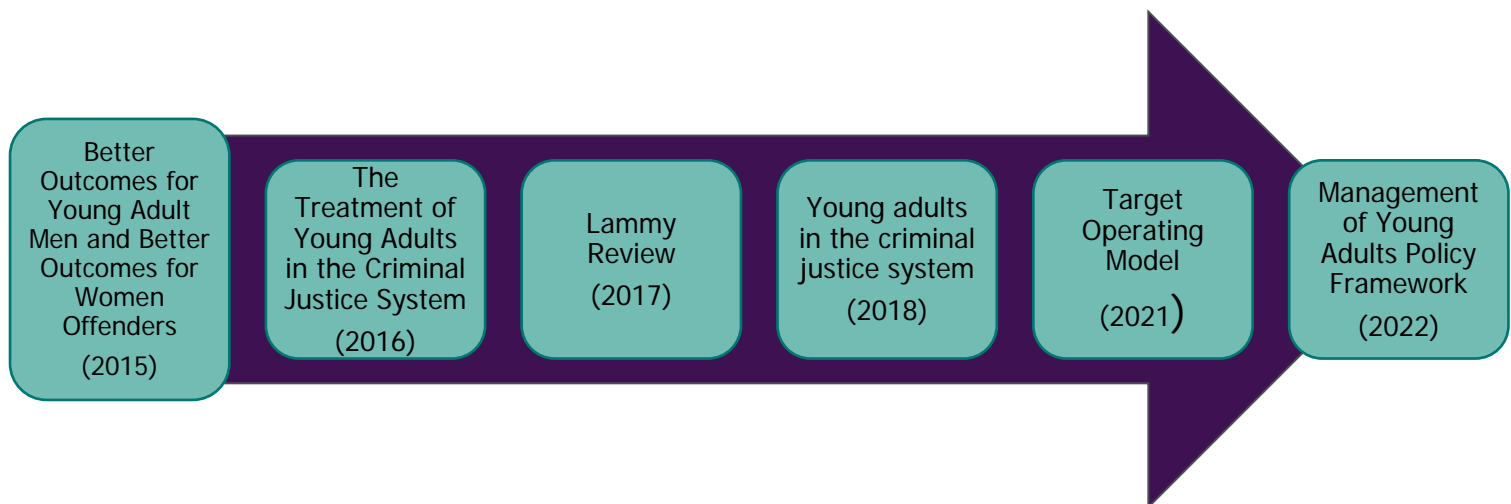 Better
Outcomes for
Young Adult
Men and Better
Outcomes for
Women
Offenders
(2015)
The
Treatment of
Young Adults
in the Criminal
Justice System
(2016)
Lammy
Review
(2017)
Young adults
in the criminal
justice system
(2018)
Target
Operating
Model
(2021)
Management
of Young
Adults Policy
Framework
(2022)